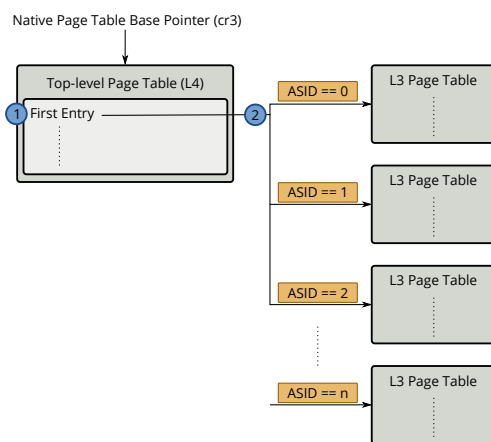 Native Page Table Base Pointer (cr3)
Top-level Page Table (L4)
1 First Entry
2
ASID == 0
L3 Page Table
ASID == 1
L3 Page Table
ASID == 2
L3 Page Table
ASID == n
L3 Page Table